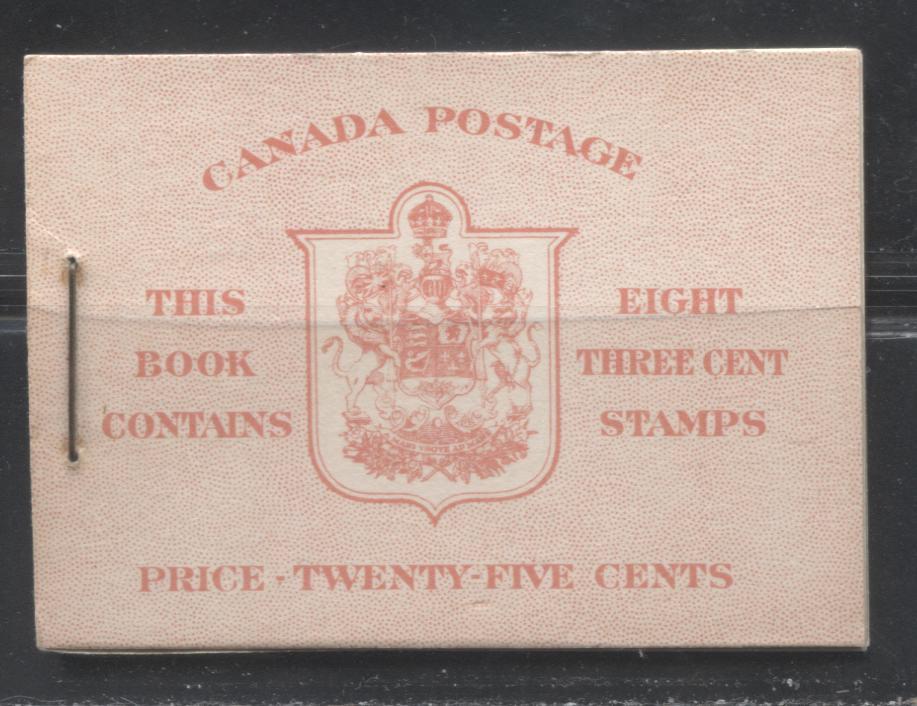 CANADA POSTAGE
THIS
BOOK
CONTAINS
EIGHT
THREE CENT
STAMPS
PRICE · TWENTY-FIVE CENTS